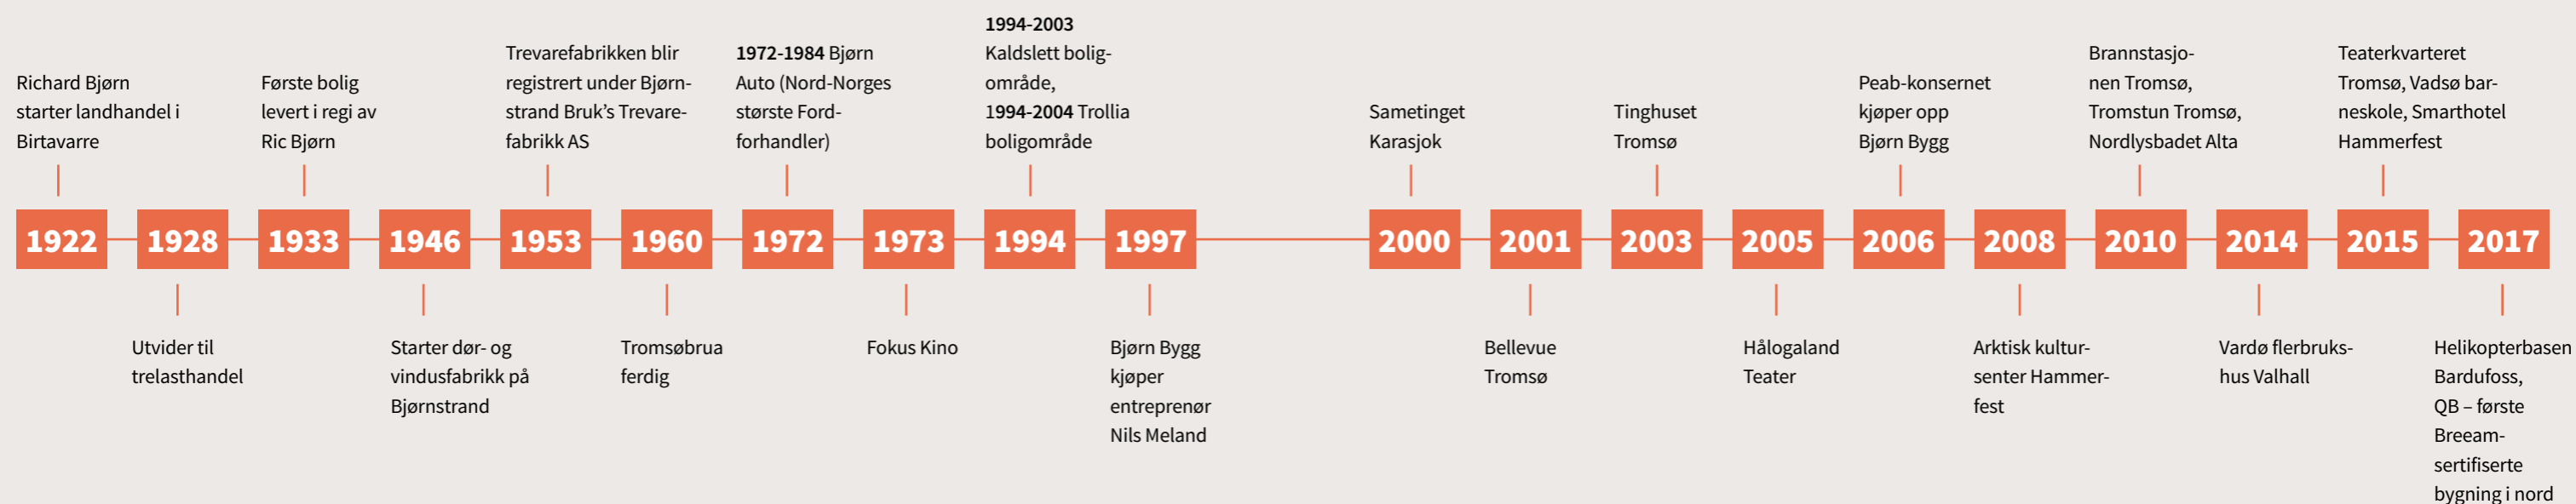 Richard Bjørn
starter landhandel i
Birtavarre
1922
1928
Utvider til
trelasthandel
Første bolig
levert i regi av
Ric Bjørn
1933
1946
Starter dør- og
vindusfabrikk på
Bjørnstrand
Trevarefabrikken blir
registrert under Bjørn-
strand Bruk’s Trevare-
fabrikk AS
1953
1960
Tromsøbrua
ferdig
1972-1984 Bjørn
Auto (Nord-Norges
største Ford-
forhandler)
1972
1973
Fokus Kino
1994-2003
Kaldslett bolig-
område,
1994-2004 Trollia
boligområde
1994
1997
Bjørn Bygg
kjøper
entreprenør
Nils Meland
Sametinget
Karasjok
2000
2001
Bellevue
Tromsø
Tinghuset
Tromsø
2003
2005
Hålogaland
Teater
Peab-konsernet
kjøper opp
Bjørn Bygg
2006
2008
Arktisk kultur-
senter Hammer-
fest
Brannstasjo-
nen Tromsø,
Tromstun Tromsø,
Nordlysbadet Alta
2010
2014
Vardø flerbruks-
hus Valhall
Teaterkvarteret
Tromsø, Vadsø bar-
neskole, Smarthotel
Hammerfest
2015
2017
Helikopterbasen
Bardufoss,
QB – første
Breeam-
sertifiserte
bygning i nord